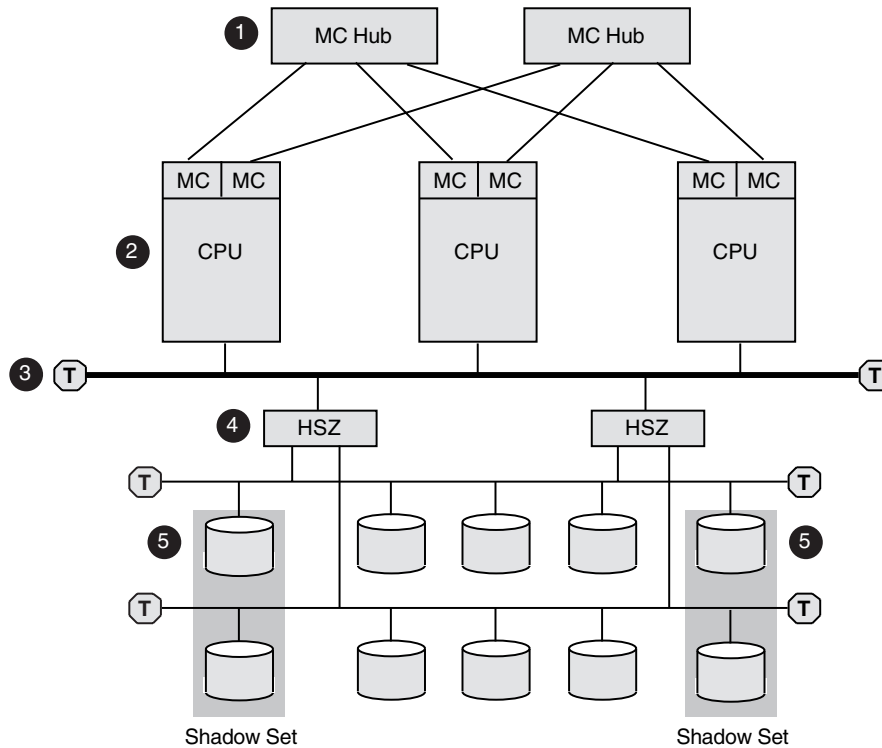 1 MC Hub MC Hub
MC MC MC MC MC MC
2 CPU CPU CPU
3 T T
4 HSZ HSZ
T T
5 5
T T
Shadow Set Shadow Set